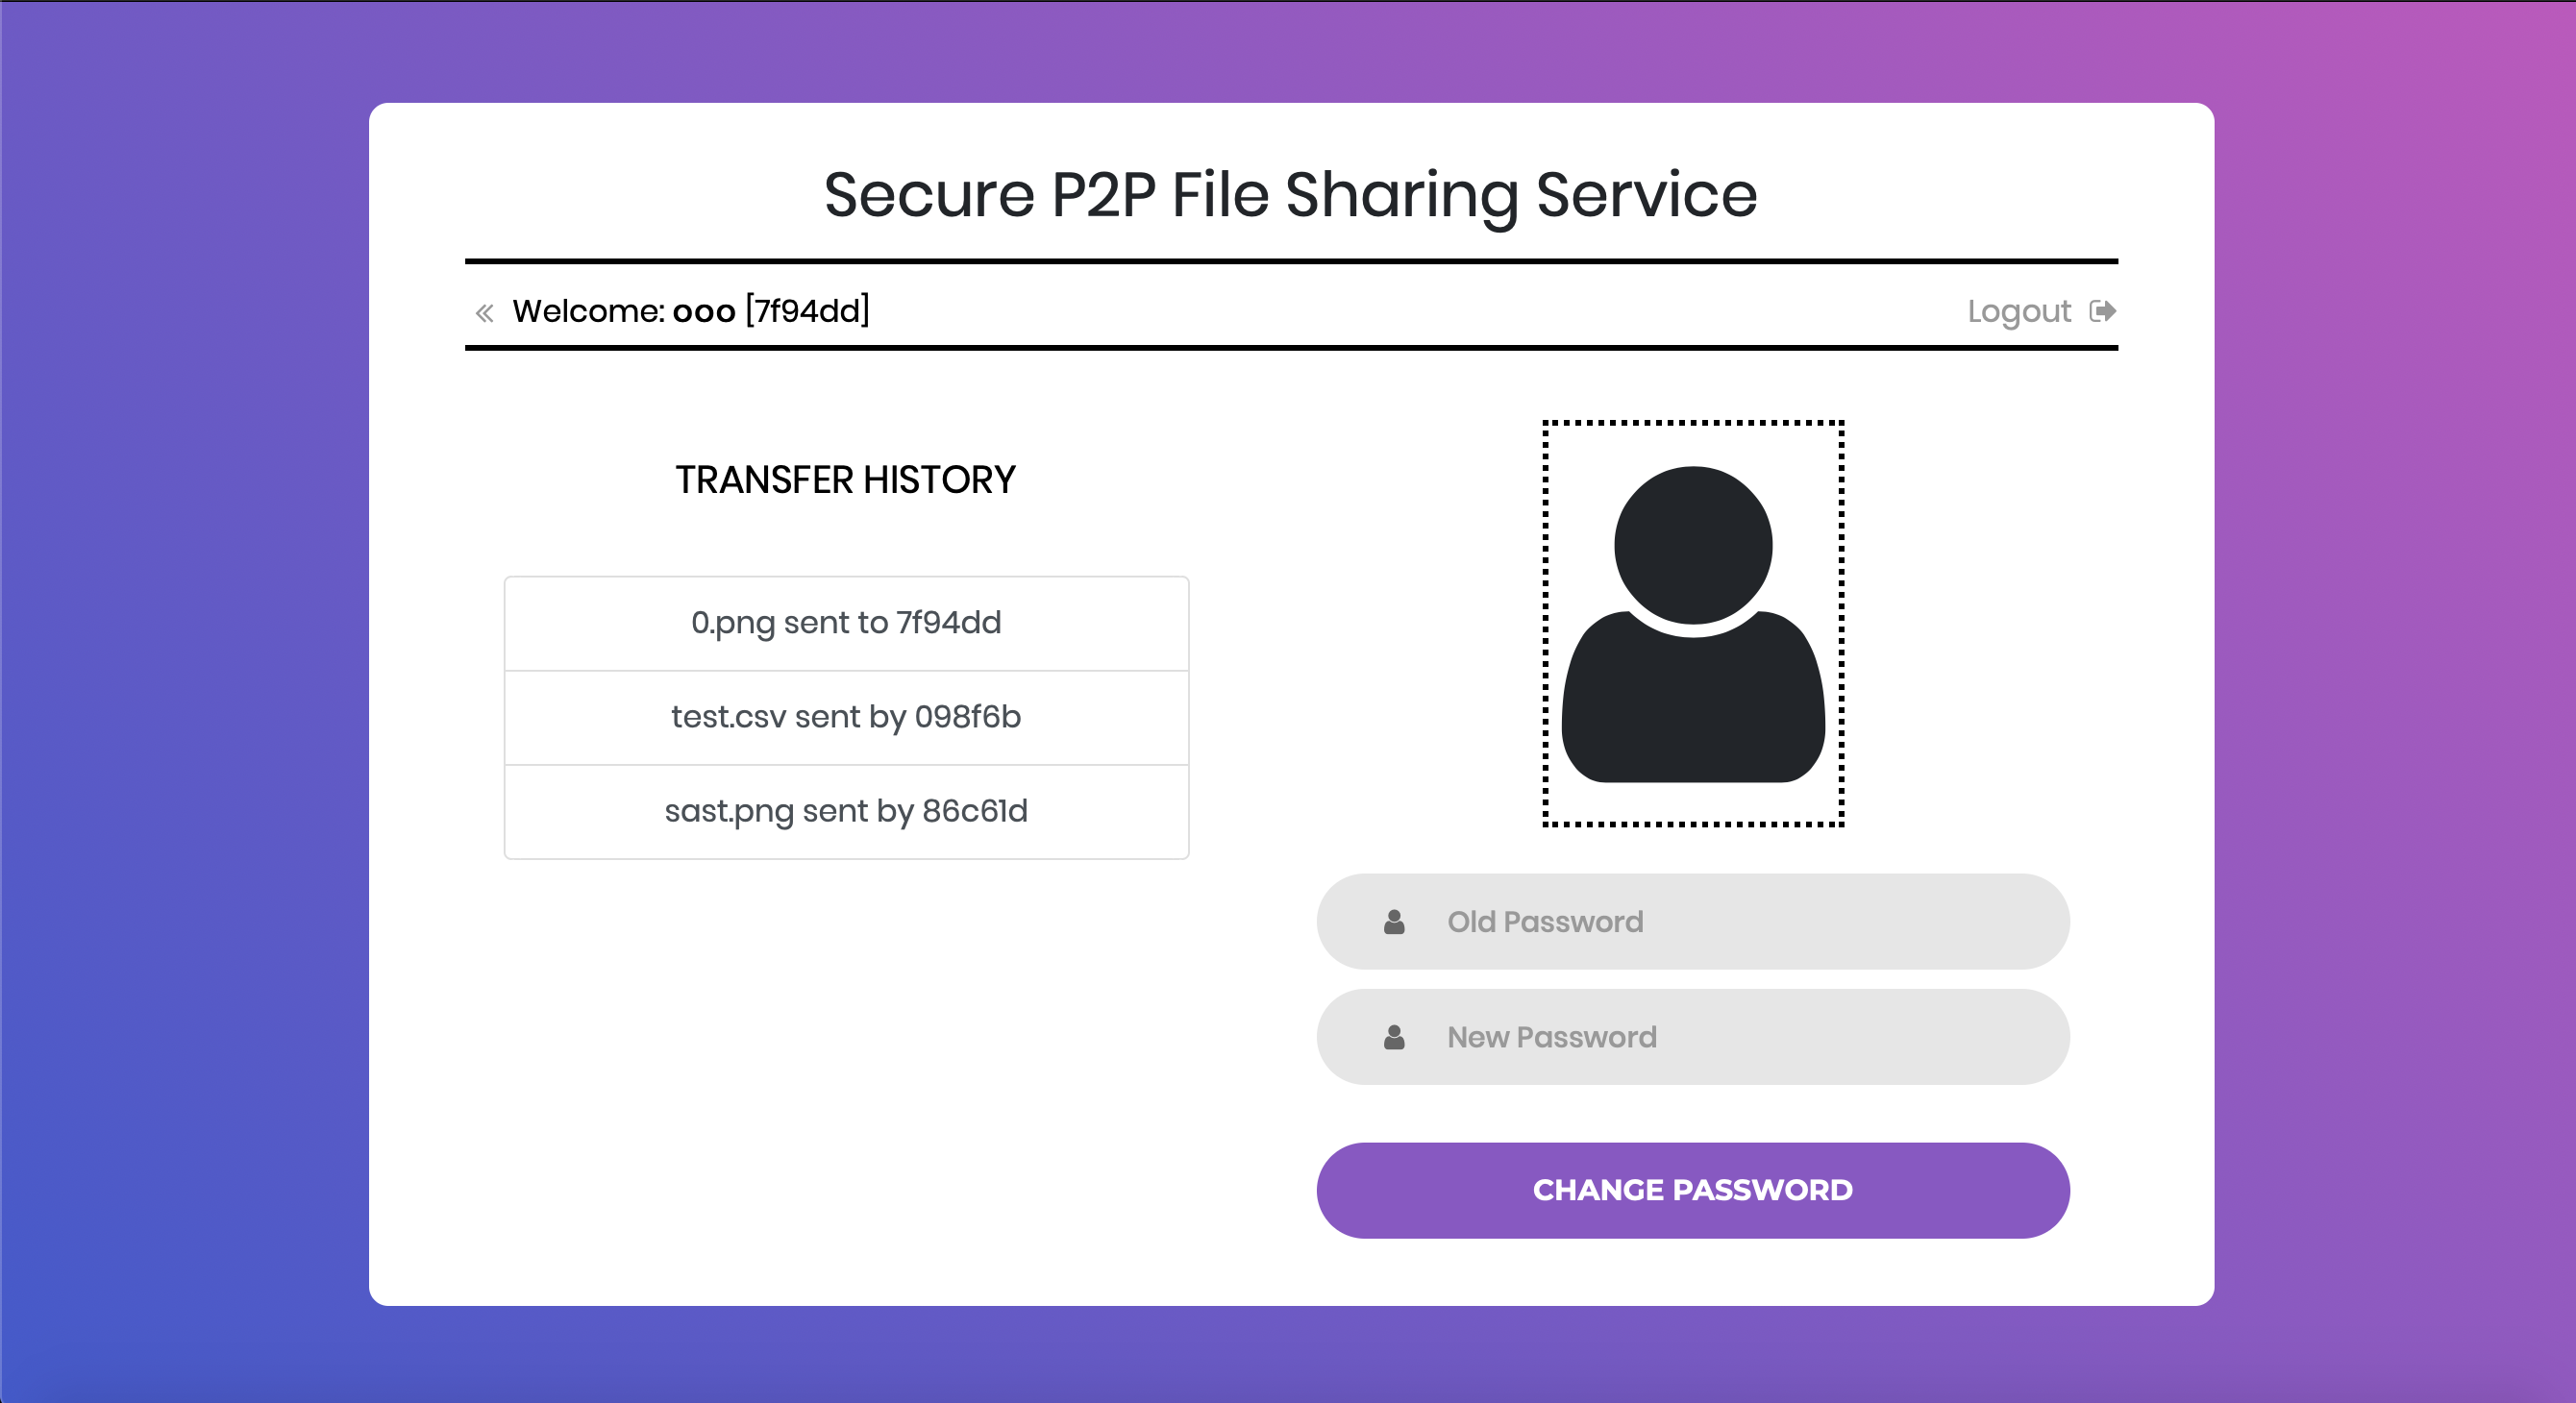 Secure P2P File Sharing Service
« Welcome: ooo [7f94dd]
Logout
TRANSFER HISTORY
0.png sent to 7f94dd
test.csv sent by 098f6b
sast.png sent by 86c61d
Old Password
New Password
CHANGE PASSWORD